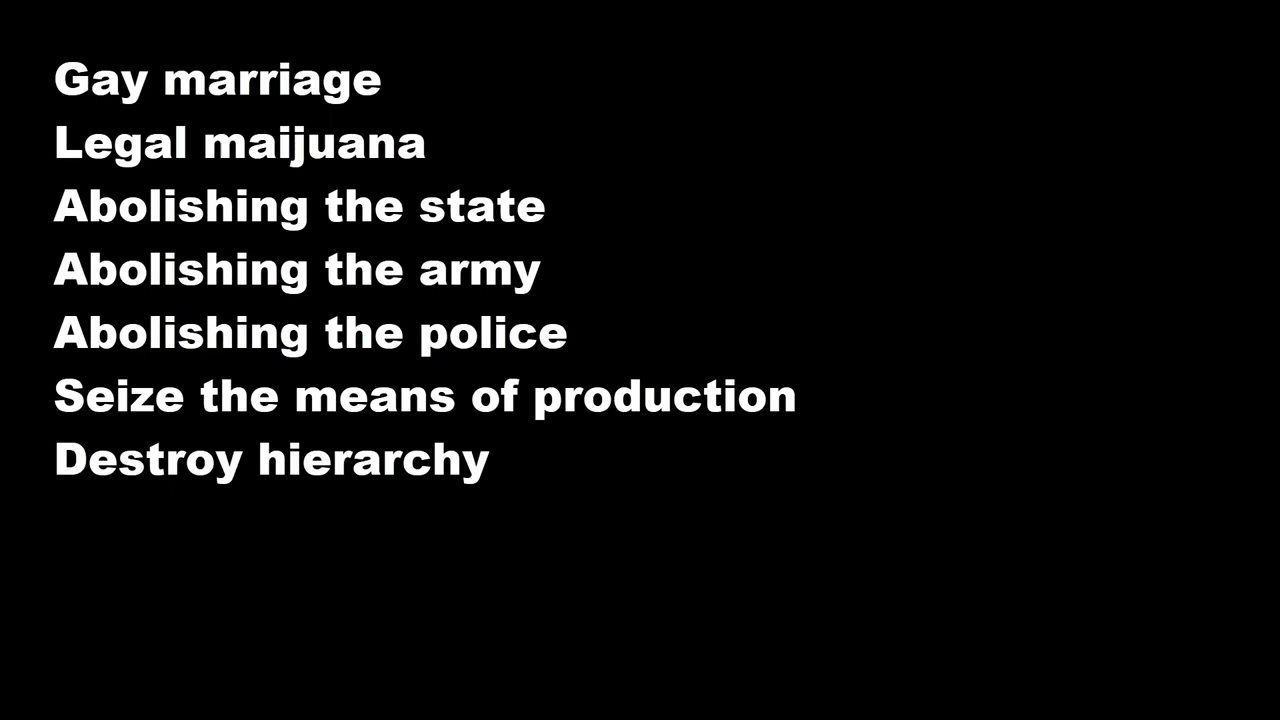 Gay marriage
Legal maijuana
Abolishing the state
Abolishing the army
Abolishing the police
Seize the means of production
Destroy hierarchy